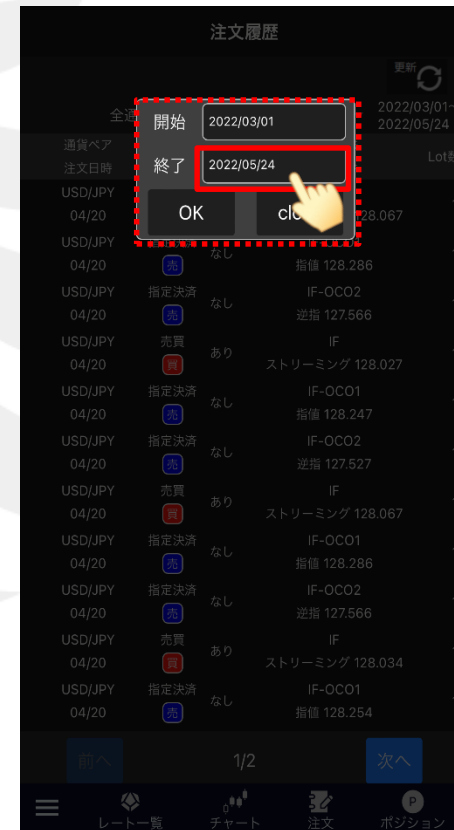 注文履歴
更新
全通
2022/03/01~
2022/05/24
開始 2022/03/01
終了 2022/05/24
OK clo
通貨ペア
注文日時
Lot数
USD/JPY
04/20 28.067
USD/JPY
04/20 売 なし 指値 128.286
USD/JPY 指定決済 IF-OCO2
04/20 売 なし 逆指 127.566
USD/JPY 売買 IF
04/20 買 あり ストリーミング 128.027
USD/JPY 指定決済 IF-OCO1
04/20 売 なし 指値 128.247
USD/JPY 指定決済 IF-OCO2
04/20 売 なし 逆指 127.527
USD/JPY 売買 IF
04/20 買 あり ストリーミング 128.067
USD/JPY 指定決済 IF-OCO1
04/20 売 なし 指値 128.286
USD/JPY 指定決済 IF-OCO2
04/20 売 なし 逆指 127.566
USD/JPY 売買 IF
04/20 買 あり ストリーミング 128.034
USD/JPY 指定決済 IF-OCO1
04/20 売 なし 指値 128.254
前へ 1/2 次へ
レート一覧 チャート 注文 P ポジション